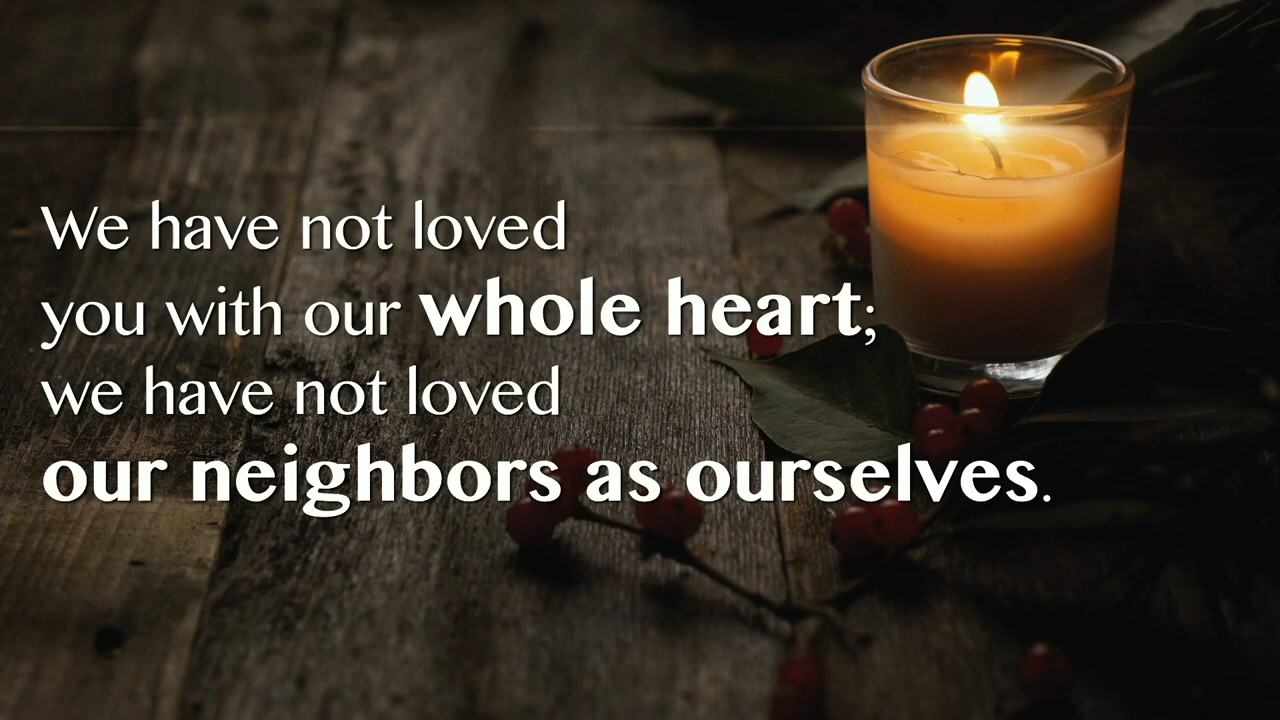 We have not loved
you with our whole heart;
we have not loved
our neighbors as ourselves.